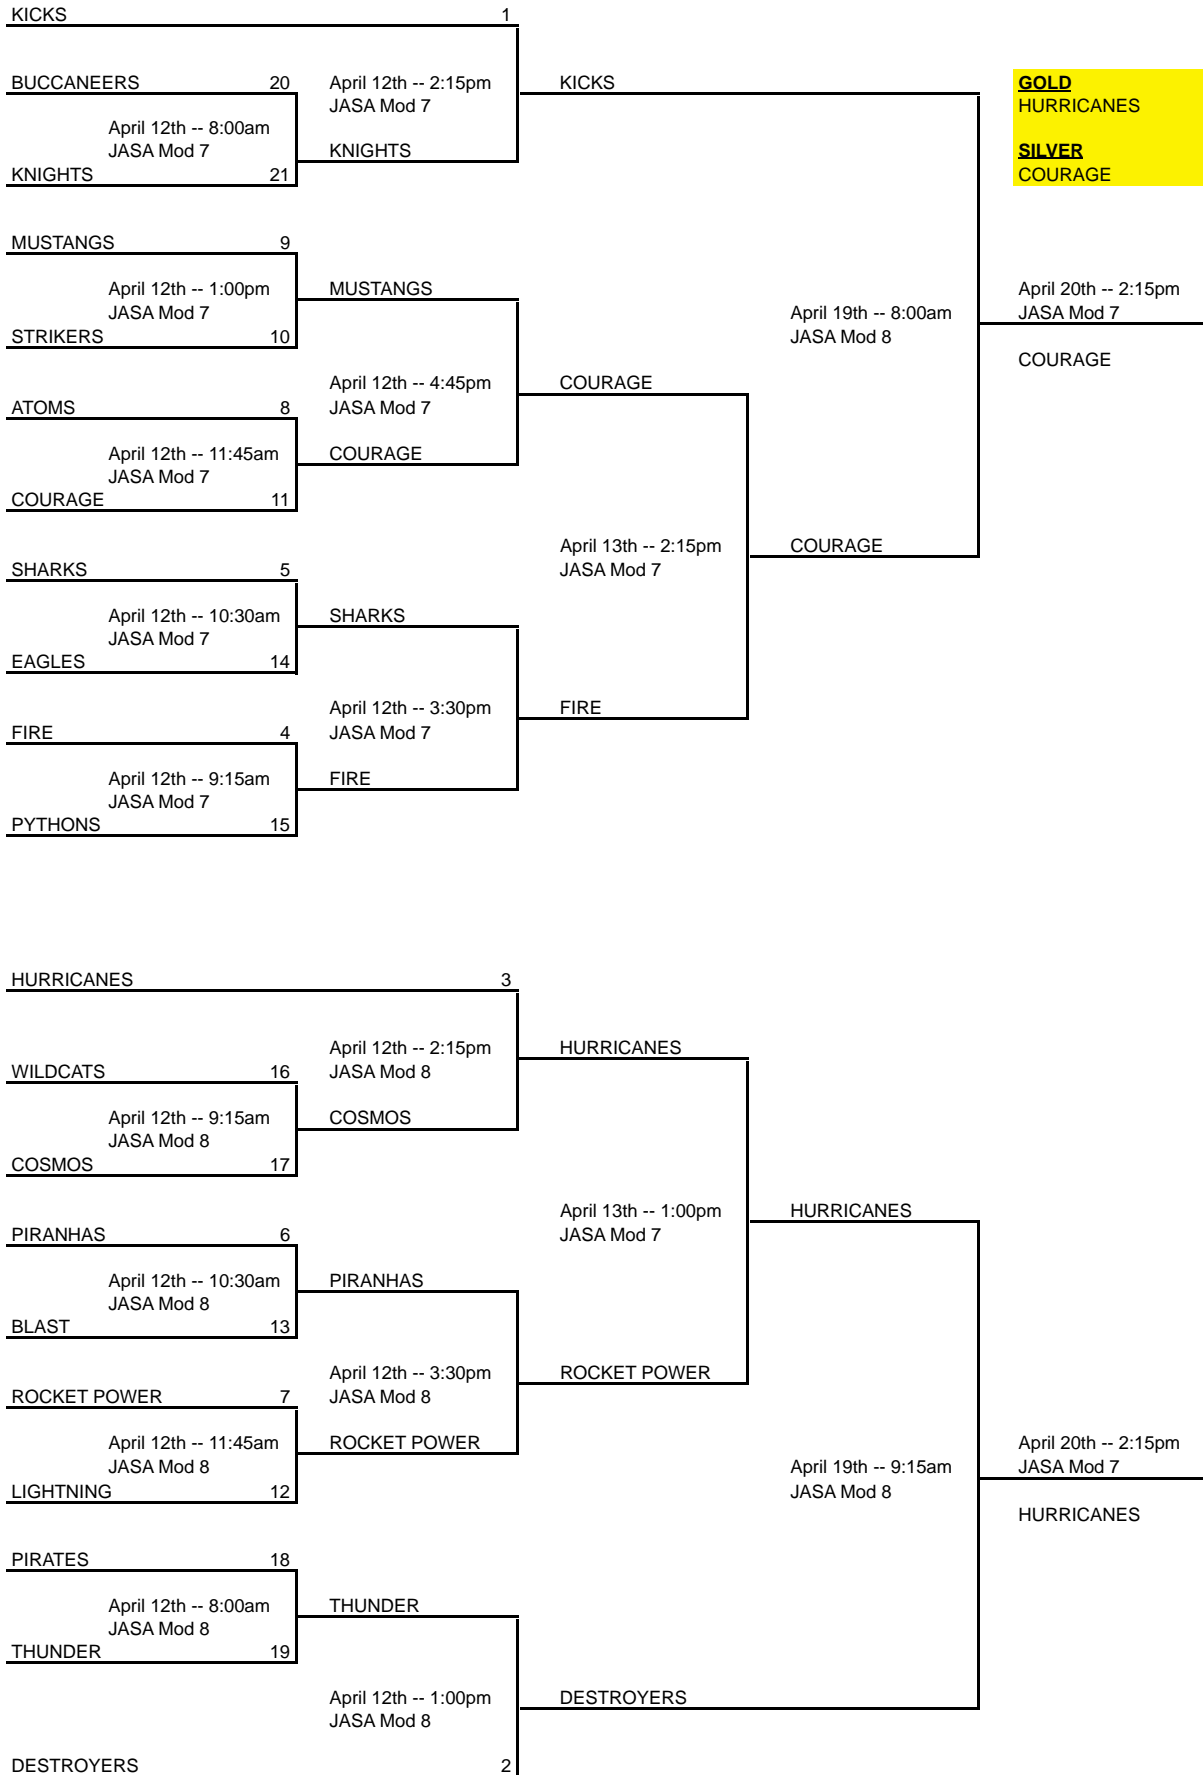 KICKS 1
BUCCANEERS 20
April 12th -- 2:15pm
JASA Mod 7
KICKS
GOLD
HURRICANES
April 12th -- 8:00am
JASA Mod 7
KNIGHTS
SILVER
COURAGE
KNIGHTS 21
MUSTANGS 9
April 12th -- 1:00pm
JASA Mod 7
MUSTANGS
STRIKERS 10
April 19th -- 8:00am
JASA Mod 8
April 20th -- 2:15pm
JASA Mod 7
COURAGE
April 12th -- 4:45pm
JASA Mod 7
COURAGE
ATOMS 8
April 12th -- 11:45am
JASA Mod 7
COURAGE
COURAGE 11
April 13th -- 2:15pm
JASA Mod 7
COURAGE
SHARKS 5
April 12th -- 10:30am
JASA Mod 7
SHARKS
EAGLES 14
April 12th -- 3:30pm
JASA Mod 7
FIRE
FIRE 4
April 12th -- 9:15am
JASA Mod 7
FIRE
PYTHONS 15
HURRICANES 3
April 12th -- 2:15pm
JASA Mod 8
HURRICANES
WILDCATS 16
April 12th -- 9:15am
JASA Mod 8
COSMOS
COSMOS 17
April 13th -- 1:00pm
JASA Mod 7
HURRICANES
PIRANHAS 6
April 12th -- 10:30am
JASA Mod 8
PIRANHAS
BLAST 13
April 12th -- 3:30pm
JASA Mod 8
ROCKET POWER
ROCKET POWER 7
April 12th -- 11:45am
JASA Mod 8
ROCKET POWER
LIGHTNING 12
April 19th -- 9:15am
JASA Mod 8
April 20th -- 2:15pm
JASA Mod 7
HURRICANES
PIRATES 18
April 12th -- 8:00am
JASA Mod 8
THUNDER
THUNDER 19
April 12th -- 1:00pm
JASA Mod 8
DESTROYERS
DESTROYERS 2